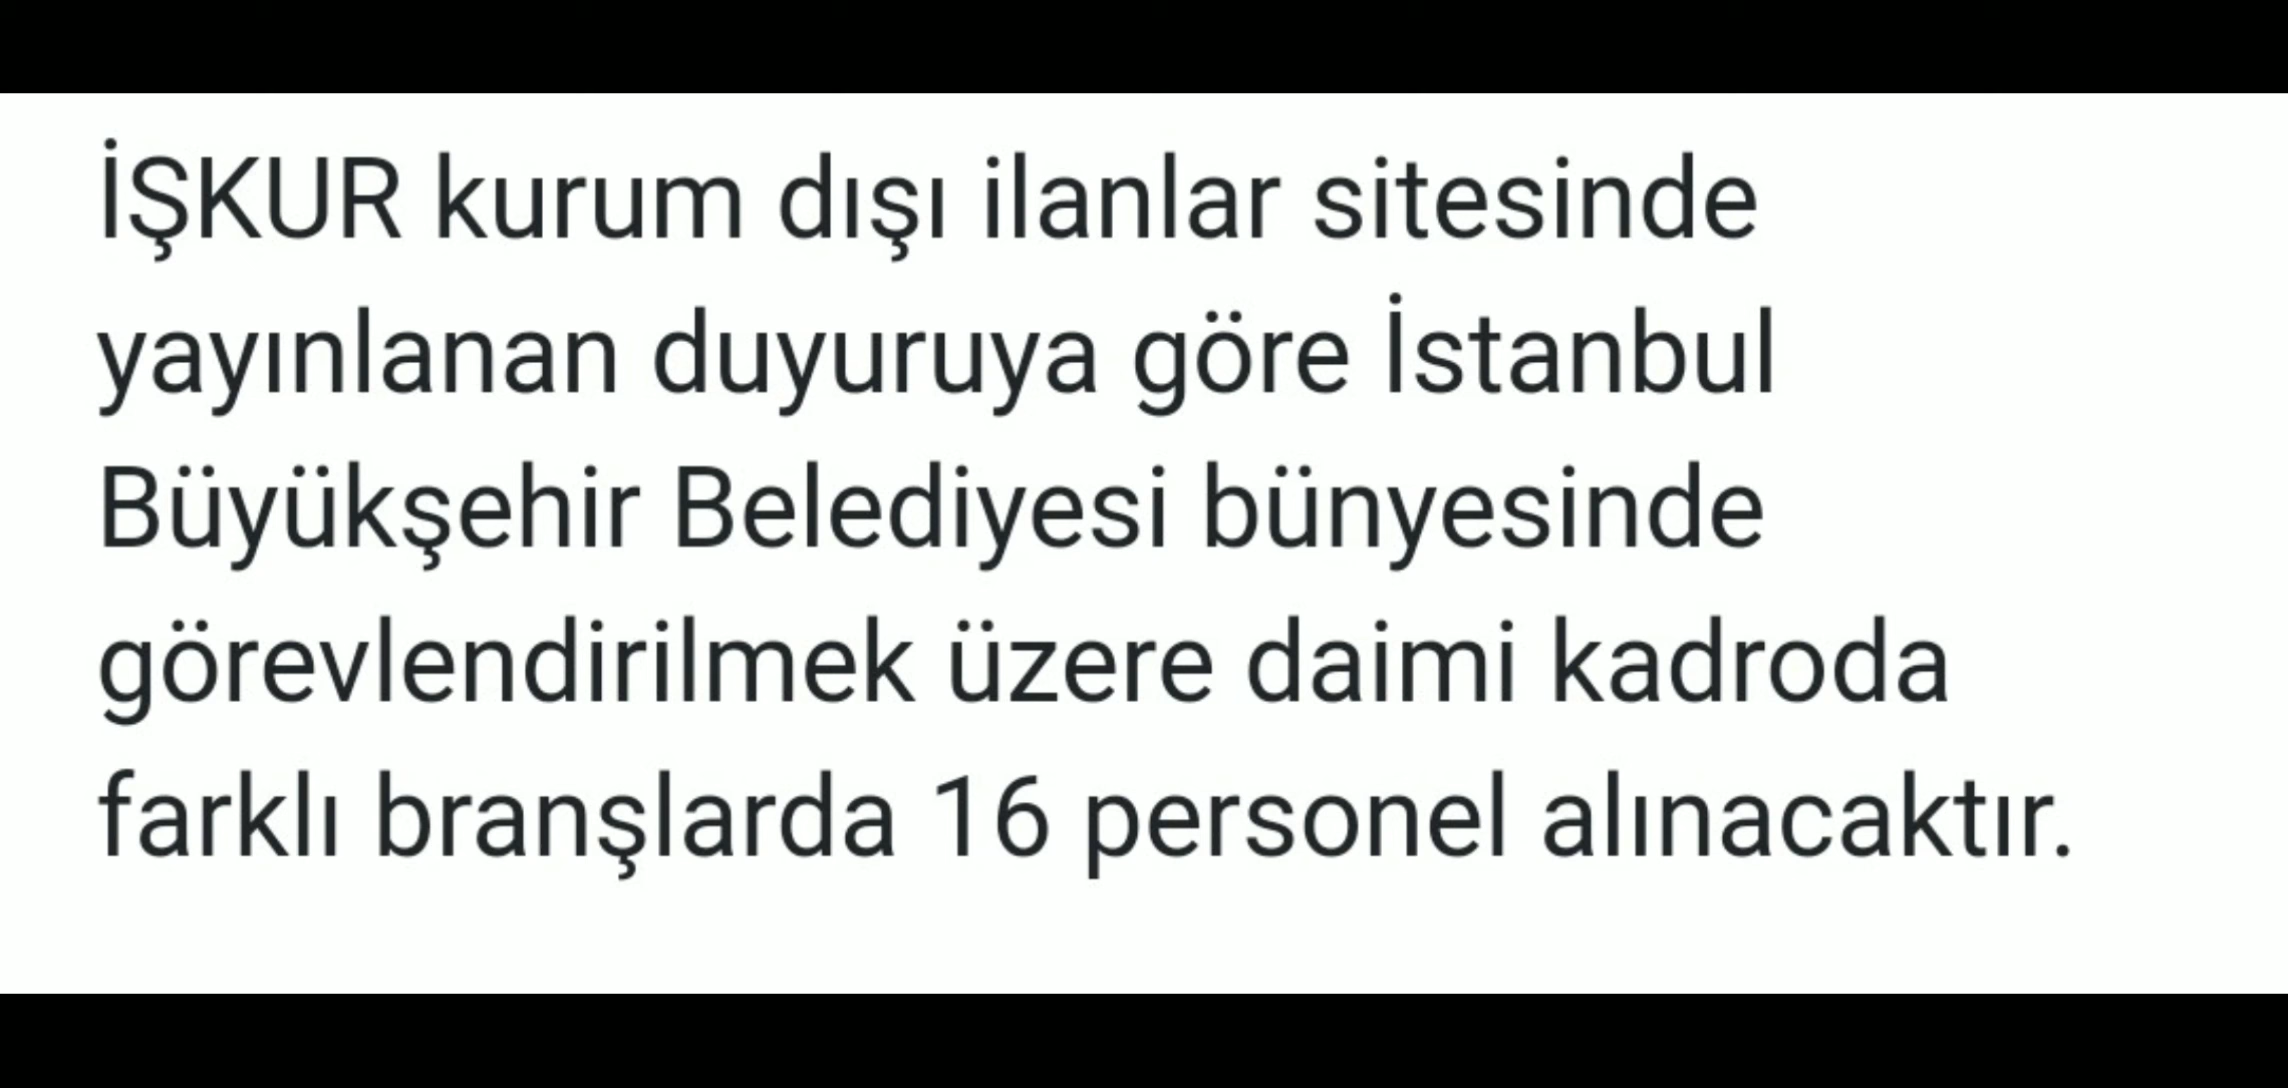 İŞKUR kurum dışı ilanlar sitesinde
yayınlanan duyuruya göre İstanbul
Büyükşehir Belediyesi bünyesinde
görevlendirilmek üzere daimi kadroda
farklı branşlarda 16 personel alınacaktır.